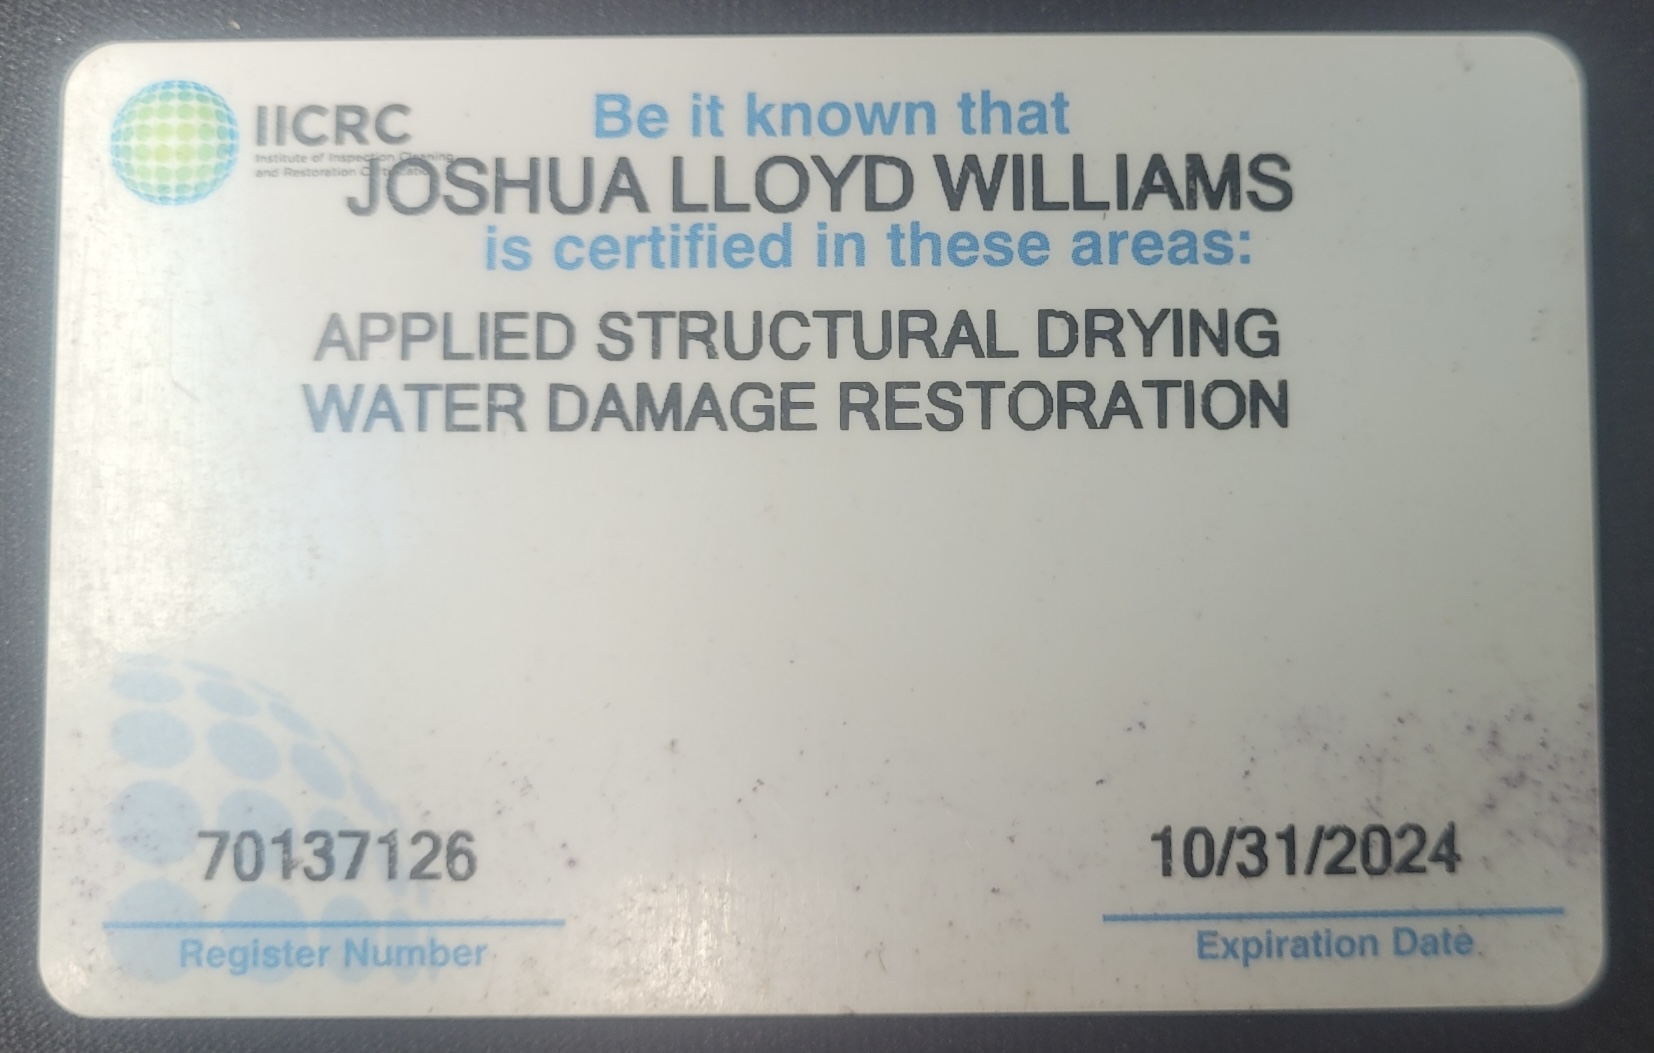 IICRC
Institute of Inspection Cleaning
and Restoration Certification
Be it known that
JOSHUA LLOYD WILLIAMS
is certified in these areas:
APPLIED STRUCTURAL DRYING
WATER DAMAGE RESTORATION
70137126
Register Number
10/31/2024
Expiration Date